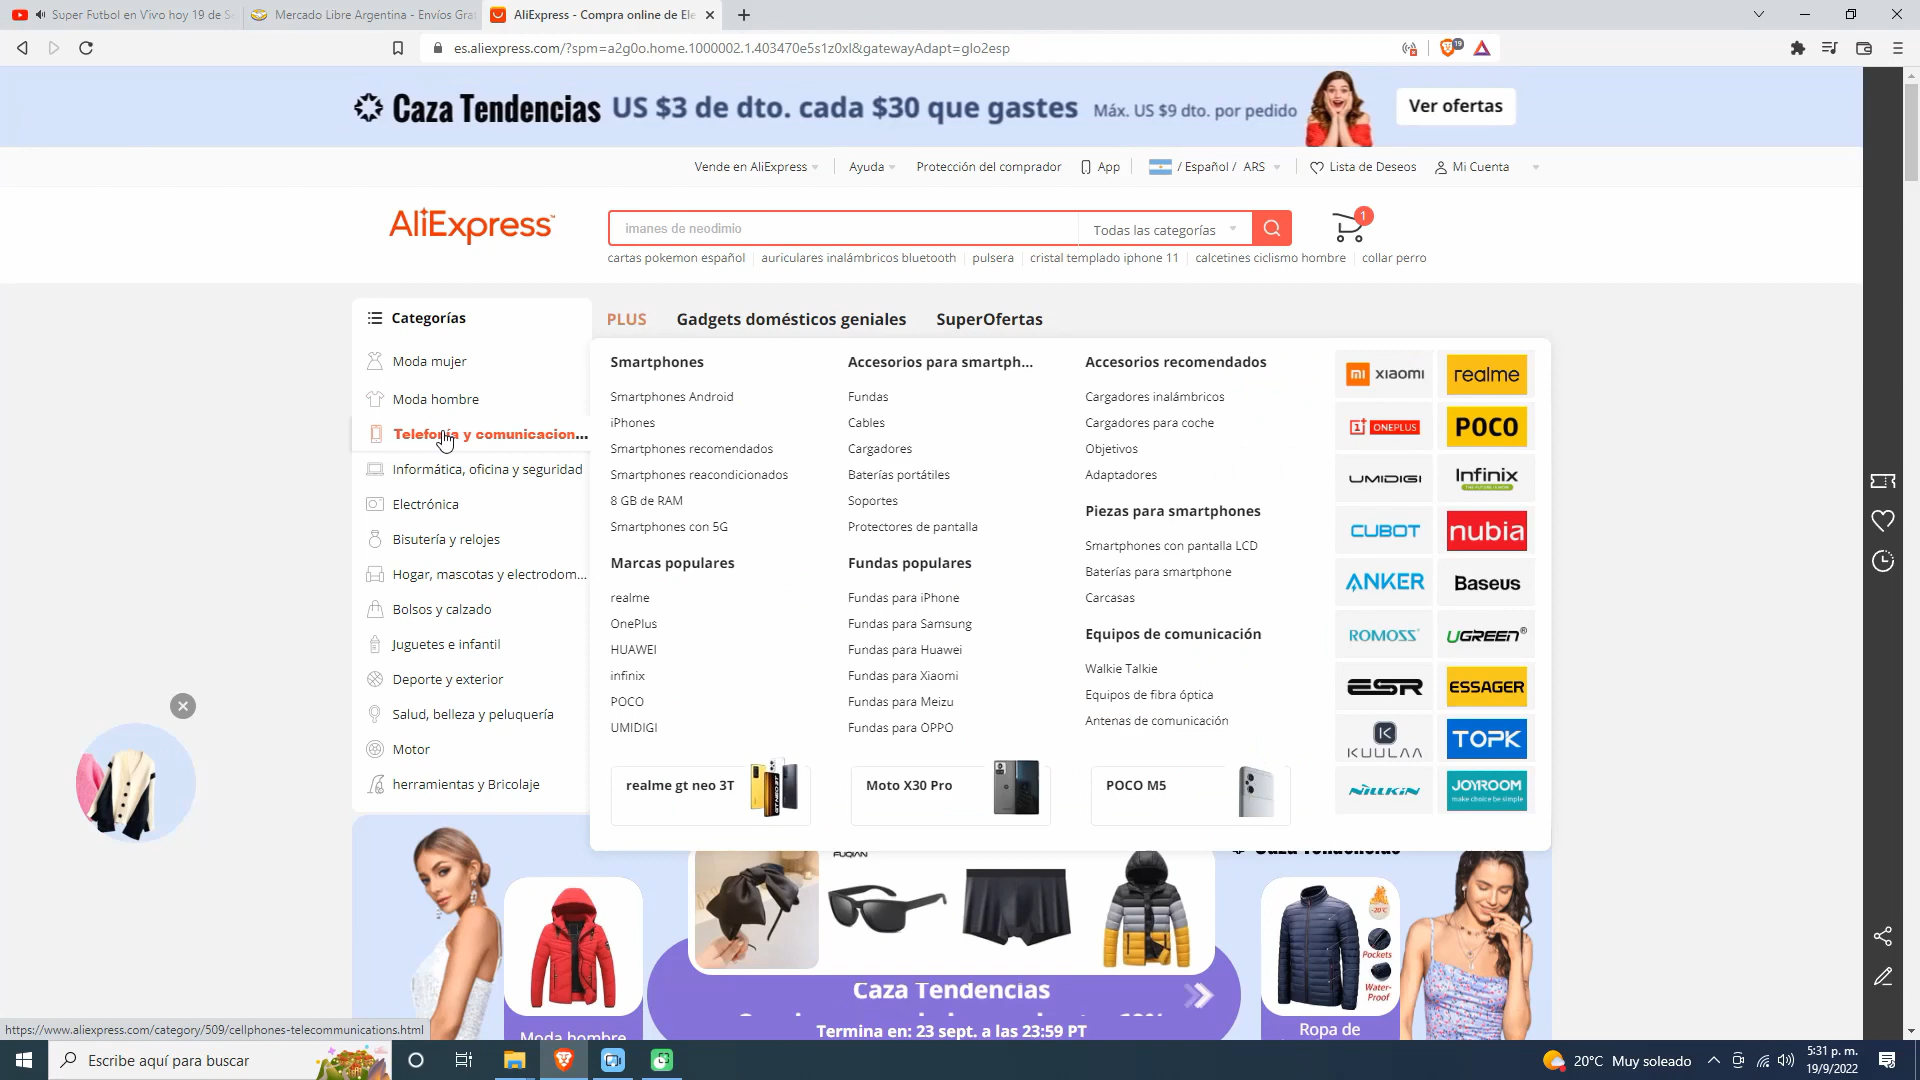 Super Futbol en Vivo hoy 19 de S
Mercado Libre Argentina - Envíos Gra
AliExpress - Compra online de Ele
es.aliexpress.com/?spm=a2g0o.home.1000002.1.403470e5s1z0xl&gatewayAdapt=glo2esp
19
Caza Tendencias US $3 de dto. cada $30 que gastes Máx. US $9 dto. por pedido
Ver ofertas
Vende en AliExpress
Ayuda
Protección del comprador
App
/ Español / ARS
Lista de Deseos
Mi Cuenta
AliExpress
imanes de neodimio
Todas las categorías
1
cartas pokemon español
auriculares inalámbricos bluetooth
pulsera
cristal templado iphone 11
calcetines ciclismo hombre
collar perro
Categorías
PLUS
Gadgets domésticos geniales
SuperOfertas
Moda mujer
Moda hombre
Telefonía y comunicacion...
Informática, oficina y seguridad
Electrónica
Bisutería y relojes
Hogar, mascotas y electrodom...
Bolsos y calzado
Juguetes e infantil
Deporte y exterior
Salud, belleza y peluquería
Motor
herramientas y Bricolaje
Smartphones
Smartphones Android
iPhones
Smartphones recomendados
Smartphones reacondicionados
8 GB de RAM
Smartphones con 5G
Marcas populares
realme
OnePlus
HUAWEI
infinix
POCO
UMIDIGI
Accesorios para smartph...
Fundas
Cables
Cargadores
Baterías portátiles
Soportes
Protectores de pantalla
Fundas populares
Fundas para iPhone
Fundas para Samsung
Fundas para Huawei
Fundas para Xiaomi
Fundas para Meizu
Fundas para OPPO
Accesorios recomendados
Cargadores inalámbricos
Cargadores para coche
Objetivos
Adaptadores
Piezas para smartphones
Smartphones con pantalla LCD
Baterías para smartphone
Carcasas
Equipos de comunicación
Walkie Talkie
Equipos de fibra óptica
Antenas de comunicación
mi xiaomi
realme
1+ ONEPLUS
POCO
UMIDIGI
Infinix
CUBOT
nubia
ANKER
Baseus
ROMOSS
UGREEN
ESR
ESSAGER
K KUULAA
TOPK
NILLKIN
JOYROOM
make choice be simple
realme gt neo 3T
Moto X30 Pro
POCO M5
FUQIAN
Caza Tendencias
-20°C
Pockets
Water-
Proof
Caza Tendencias
Termina en: 23 sept. a las 23:59 PT
Moda hombre
Ropa de
https://www.aliexpress.com/category/509/cellphones-telecommunications.html
Escribe aquí para buscar
20°C Muy soleado
5:31 p. m.
19/9/2022